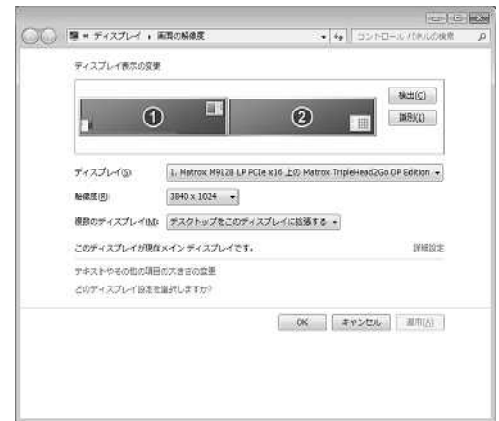 ディスプレイ ▸ 画面の解像度
コントロール パネルの検索
ディスプレイ表示の変更
1
2
検出(C)
識別(I)
ディスプレイ(S):
1. Matrox M9128 LP PCIe x16 上の Matrox TripleHead2Go DP Edition
解像度(R):
3840 x 1024
複数のディスプレイ(M):
デスクトップをこのディスプレイに拡張する
このディスプレイが現在メイン ディスプレイです。
詳細設定
テキストやその他の項目の大きさの変更
どのディスプレイ設定を選択しますか?
OK
キャンセル
適用(A)